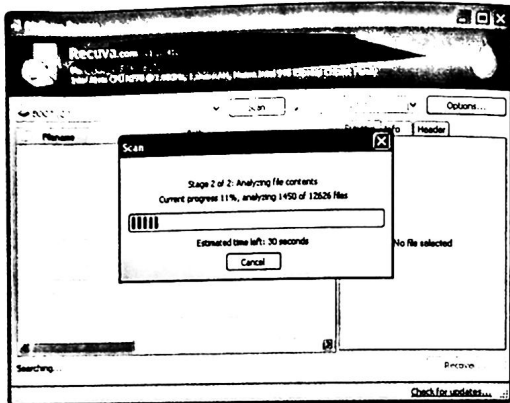 Recuva.com
Scan
Options...
Filename
Info
Header
Scan
Stage 2 of 2: Analyzing file contents
Current progress 11%, analyzing 1450 of 12626 files
Estimated time left: 30 seconds
Cancel
No file selected
Searching...
Recover
Check for updates...